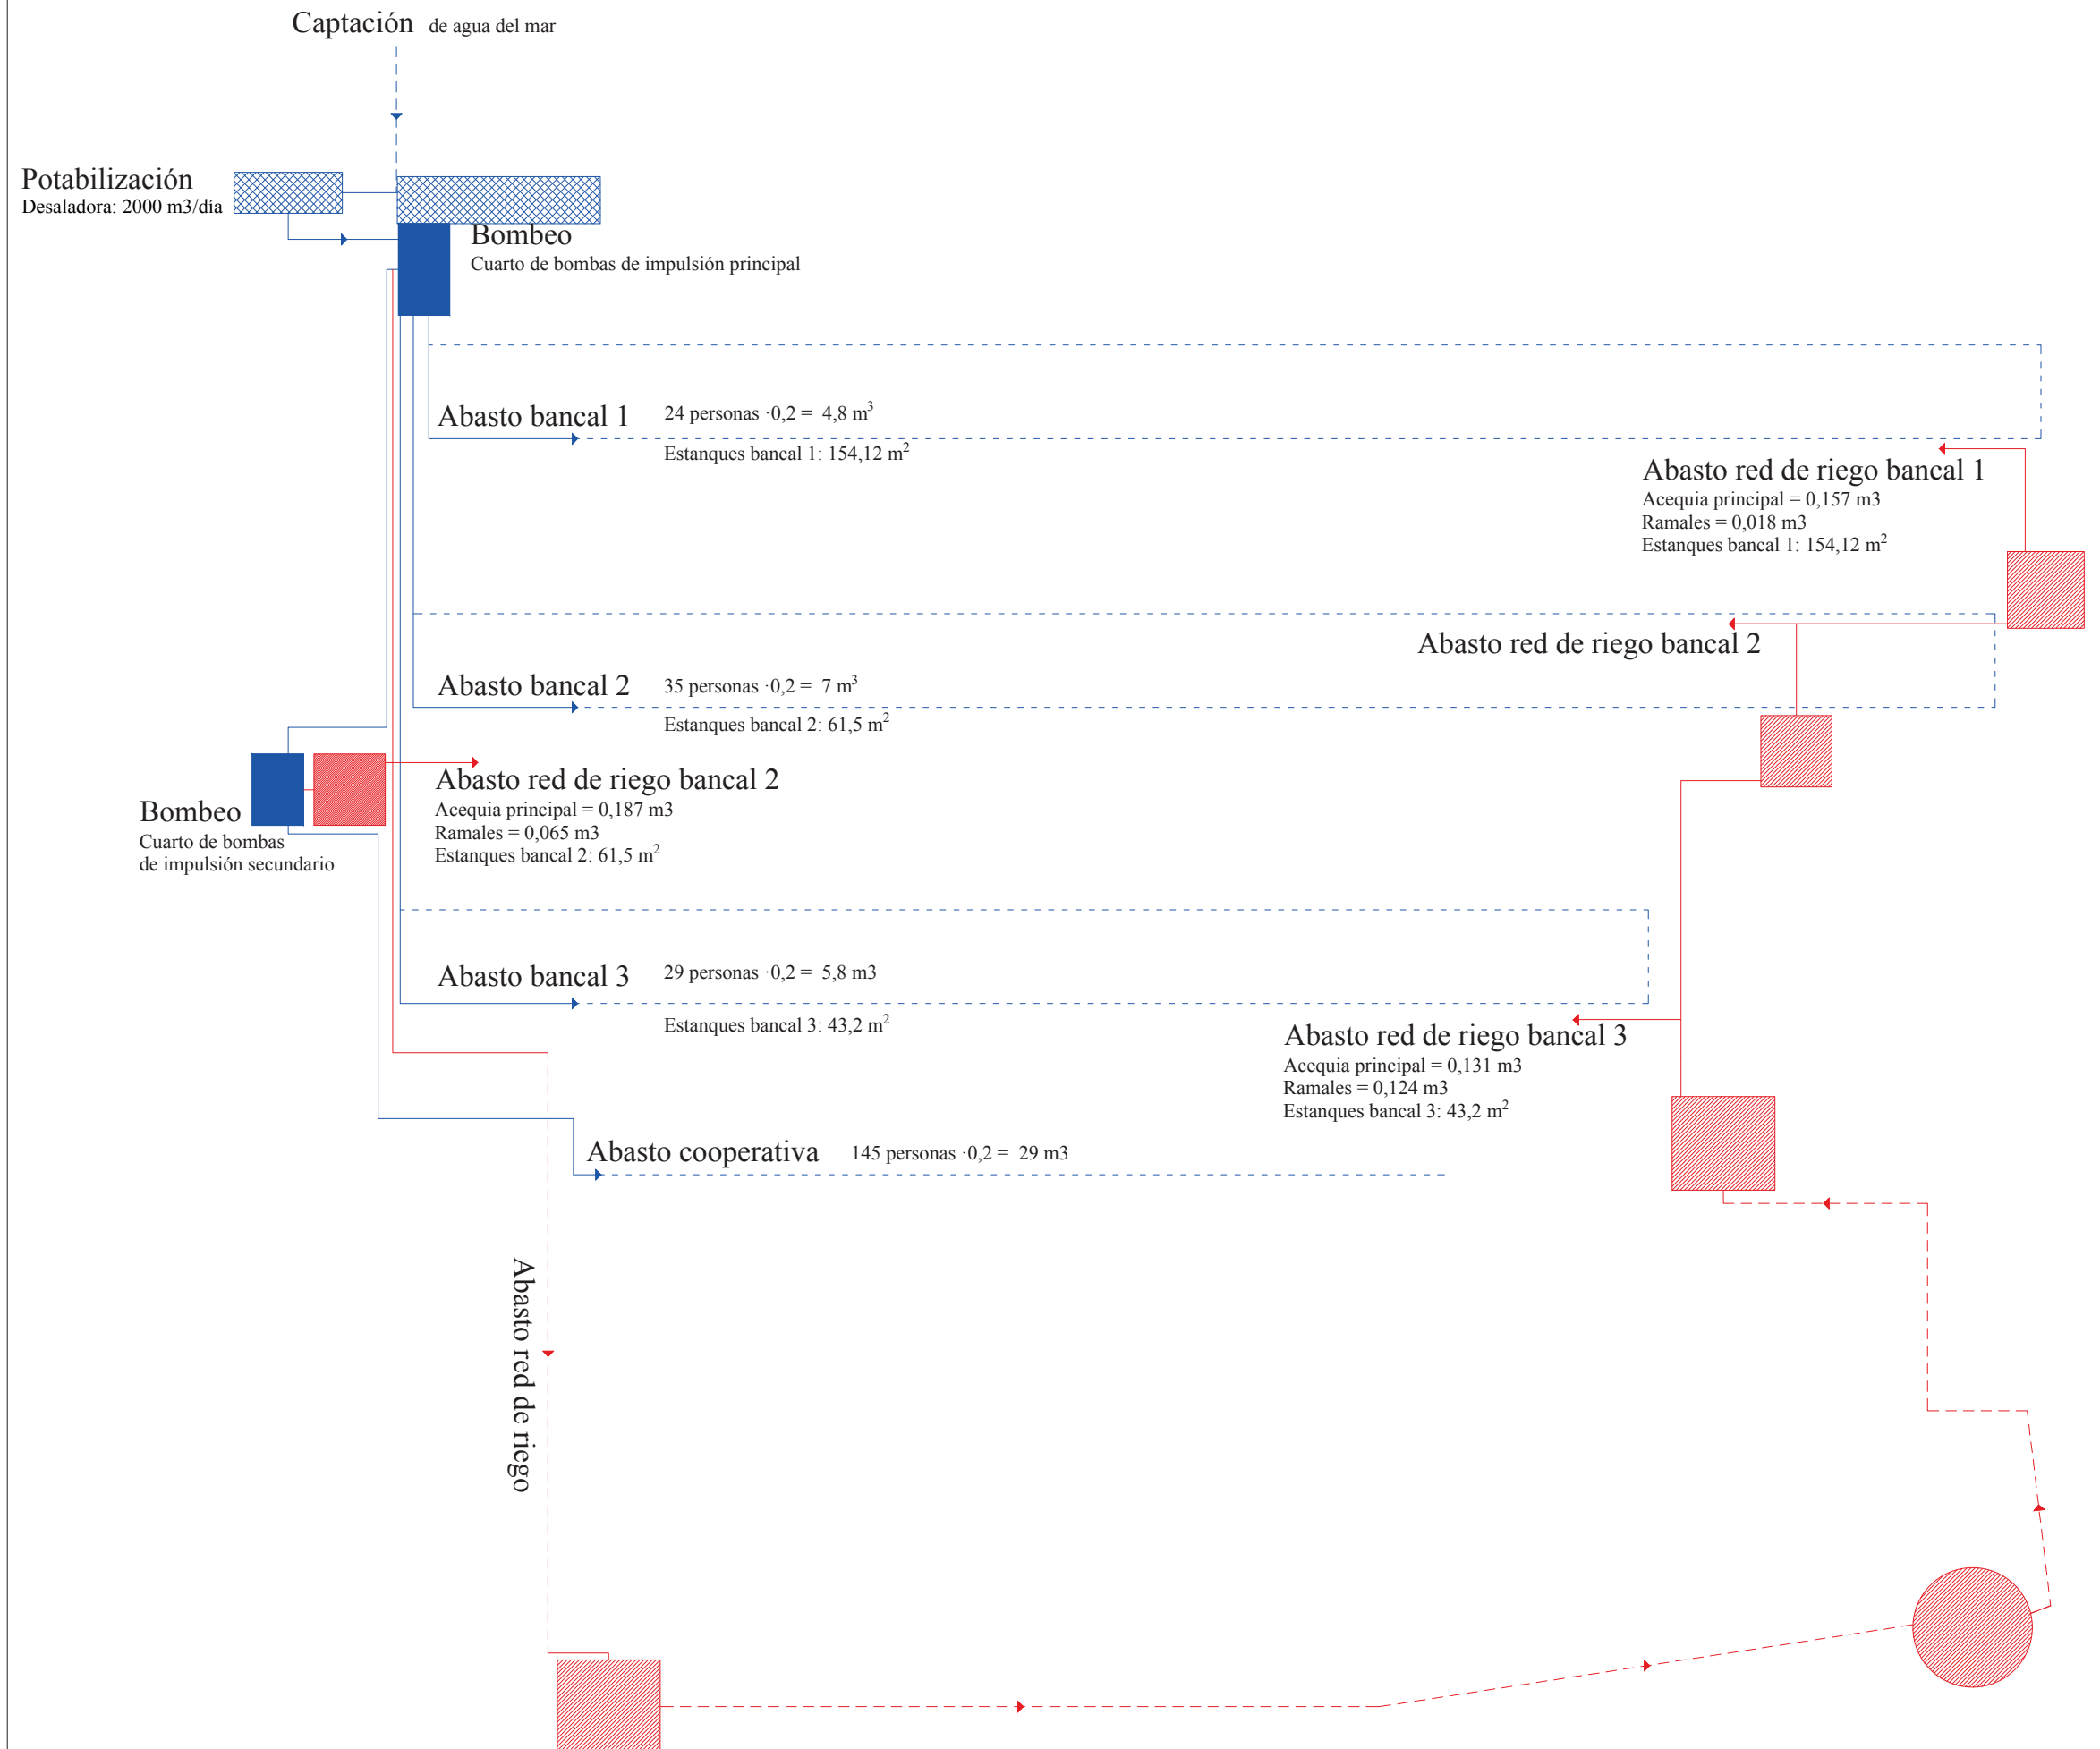 Captación de agua del mar
Potabilización
Desaladora: 2000 m3/día
Bombeo
Cuarto de bombas de impulsión principal
Abasto bancal 1
24 personas ·0,2 = 4,8 m³
Estanques bancal 1: 154,12 m²
Abasto red de riego bancal 1
Acequia principal = 0,157 m3
Ramales = 0,018 m3
Estanques bancal 1: 154,12 m²
Abasto red de riego bancal 2
Abasto bancal 2
35 personas ·0,2 = 7 m³
Estanques bancal 2: 61,5 m²
Abasto red de riego bancal 2
Acequia principal = 0,187 m3
Ramales = 0,065 m3
Estanques bancal 2: 61,5 m²
Bombeo
Cuarto de bombas
de impulsión secundario
Abasto bancal 3
29 personas ·0,2 = 5,8 m3
Estanques bancal 3: 43,2 m²
Abasto red de riego bancal 3
Acequia principal = 0,131 m3
Ramales = 0,124 m3
Estanques bancal 3: 43,2 m²
Abasto cooperativa
145 personas ·0,2 = 29 m3
Abasto red de riego